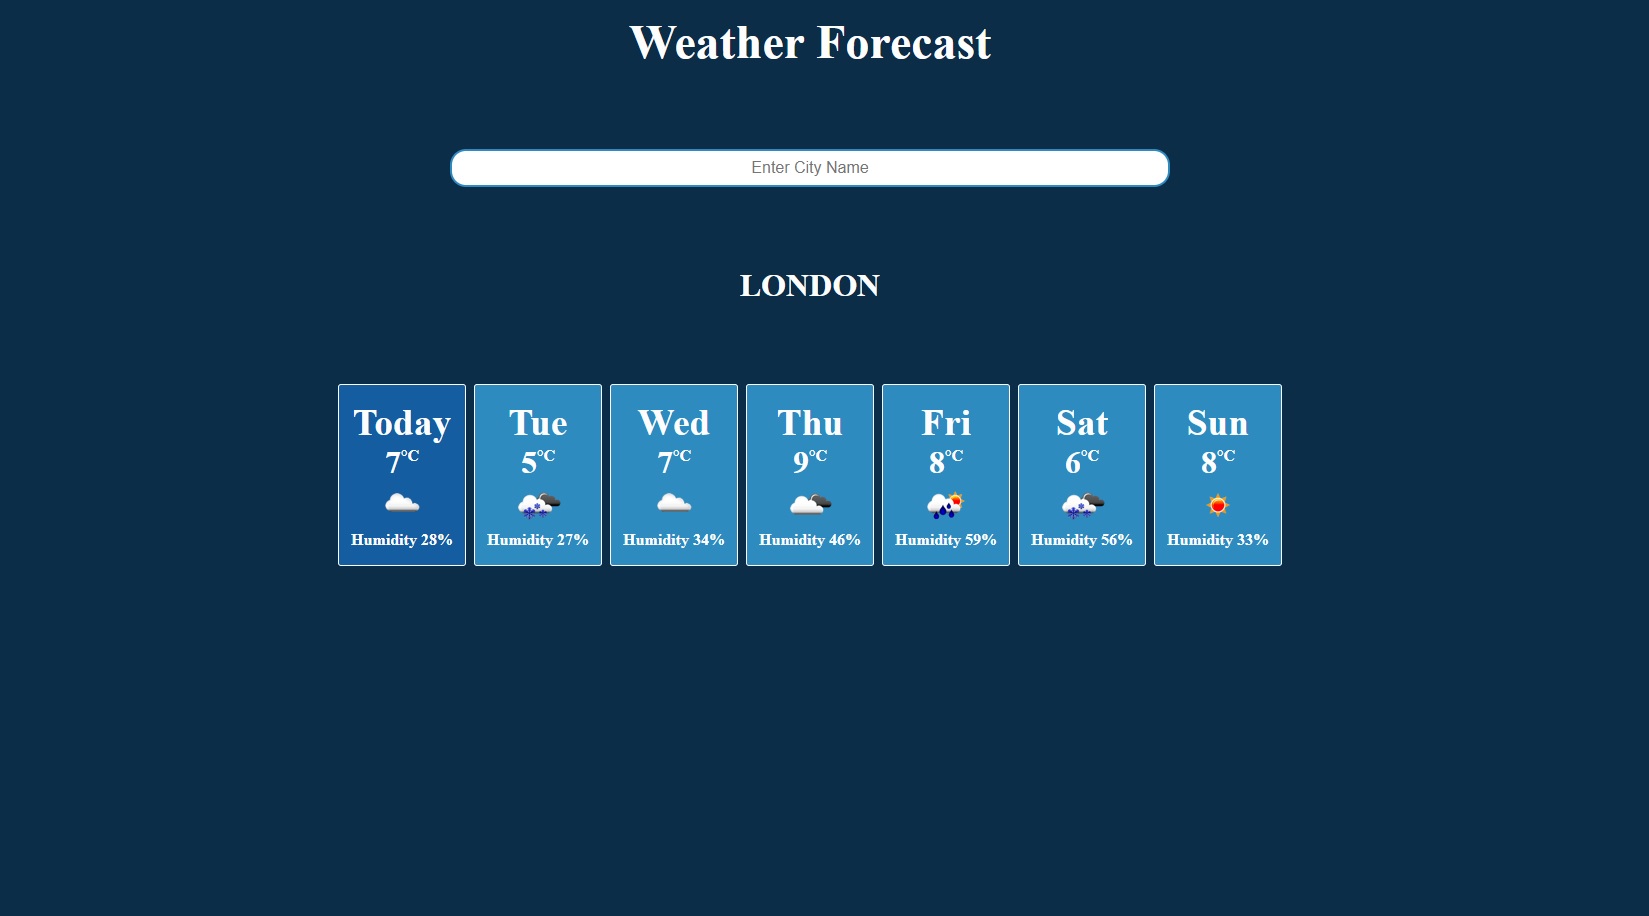 Weather Forecast
Enter City Name
LONDON
Today
7°C
Humidity 28%
Tue
5°C
Humidity 27%
Wed
7°C
Humidity 34%
Thu
9°C
Humidity 46%
Fri
8°C
Humidity 59%
Sat
6°C
Humidity 56%
Sun
8°C
Humidity 33%